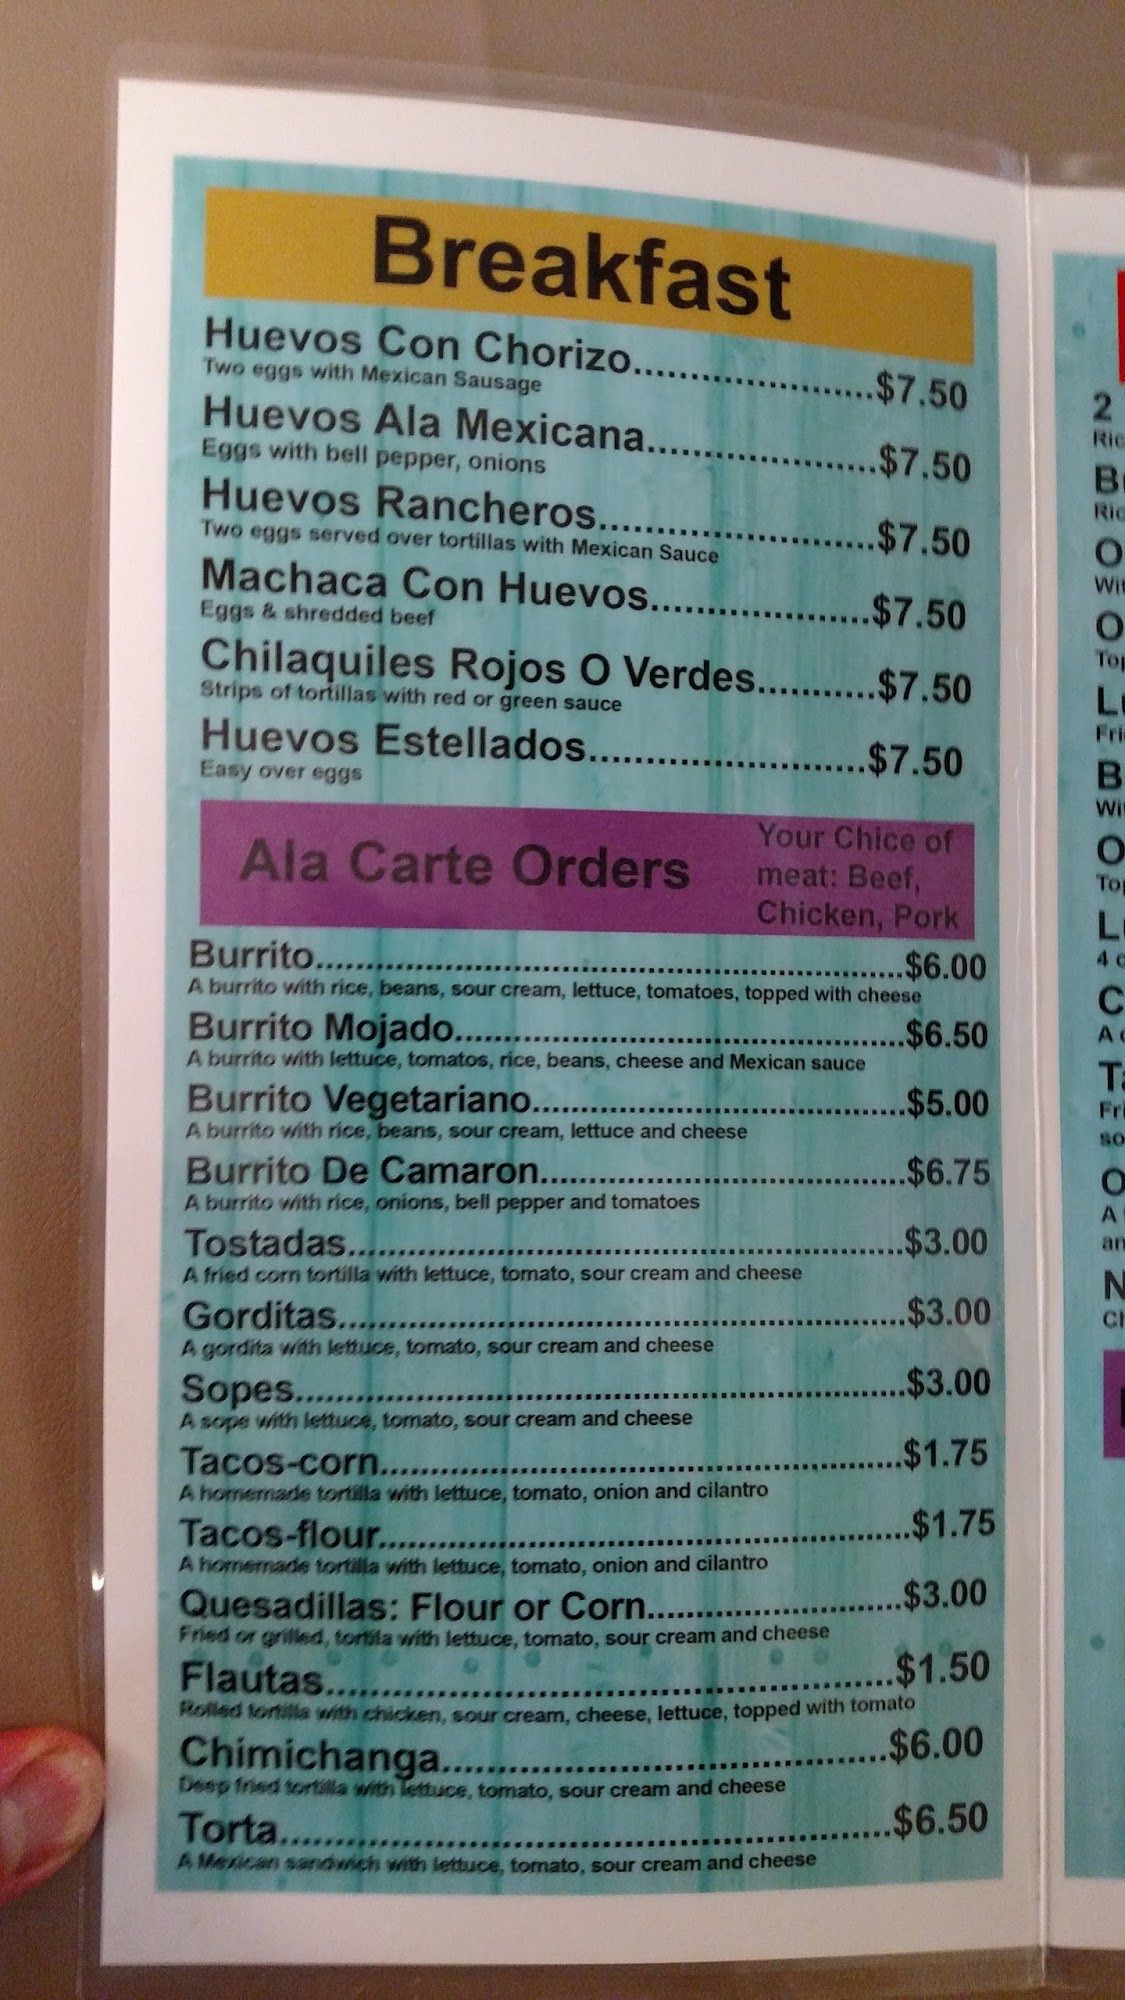 Breakfast
Huevos Con Chorizo......................$7.50
Two eggs with Mexican Sausage
Huevos Ala Mexicana.......................$7.50
Eggs with bell pepper, onions
Huevos Rancheros.........................$7.50
Two eggs served over tortillas with Mexican Sauce
Machaca Con Huevos....................$7.50
Eggs & shredded beef
Chilaquiles Rojos O Verdes...........$7.50
Strips of tortillas with red or green sauce
Huevos Estellados.........................$7.50
Easy over eggs
Ala Carte Orders
Your Chice of
meat: Beef,
Chicken, Pork
Burrito.........................................................$6.00
A burrito with rice, beans, sour cream, lettuce, tomatoes, topped with cheese
Burrito Mojado............................................$6.50
A burrito with lettuce, tomatos, rice, beans, cheese and Mexican sauce
Burrito Vegetariano....................................$5.00
A burrito with rice, beans, sour cream, lettuce and cheese
Burrito De Camaron...................................$6.75
A burrito with rice, onions, bell pepper and tomatoes
Tostadas......................................................$3.00
A fried corn tortilla with lettuce, tomato, sour cream and cheese
Gorditas.......................................................$3.00
A gordita with lettuce, tomato, sour cream and cheese
Sopes...........................................................$3.00
A sope with lettuce, tomato, sour cream and cheese
Tacos-corn..................................................$1.75
A homemade tortilla with lettuce, tomato, onion and cilantro
Tacos-flour...................................................$1.75
A homemade tortilla with lettuce, tomato, onion and cilantro
Quesadillas: Flour or Corn.........................$3.00
Fried or grilled, tortila with lettuce, tomato, sour cream and cheese
Flautas.......................................................$1.50
Rolled tortilla with chicken, sour cream, cheese, lettuce, topped with tomato
Chimichanga...........................................$6.00
Deep fried tortilla with lettuce, tomato, sour cream and cheese
Torta...........................................................$6.50
A Mexican sandwich with lettuce, tomato, sour cream and cheese
2